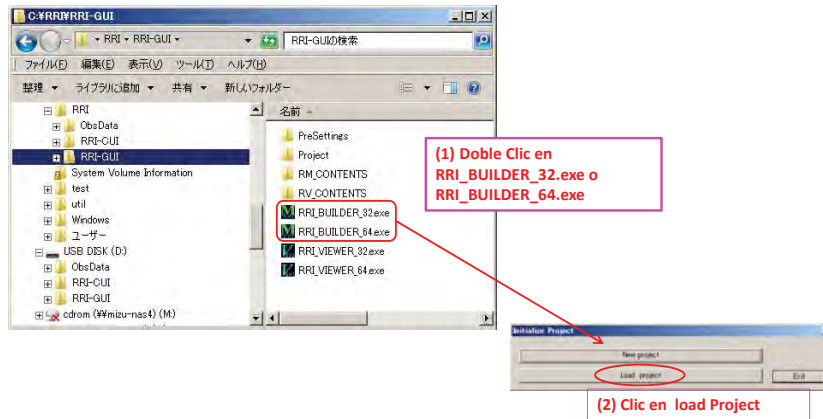 C:¥RRI¥RRI-GUI
RRI RRI-GUI
RRI-GUIの検索
ファイル(F) 編集(E) 表示(V) ツール(T) ヘルプ(H)
整理 ライブラリに追加 共有 新しいフォルダー
RRI
ObsData
RRI-CUI
RRI-GUI
System Volume Information
test
util
Windows
ユーザー
USB DISK (D:)
ObsData
RRI-CUI
RRI-GUI
cdrom (¥¥mizu-nas4) (M:)
名前
PreSettings
Project
RM_CONTENTS
RV_CONTENTS
RRI_BUILDER_32.exe
RRI_BUILDER_64.exe
RRI_VIEWER_32.exe
RRI_VIEWER_64.exe
(1) Doble Clic en
RRI_BUILDER_32.exe o
RRI_BUILDER_64.exe
Initialize Project
New project
Load project
Exit
(2) Clic en load Project